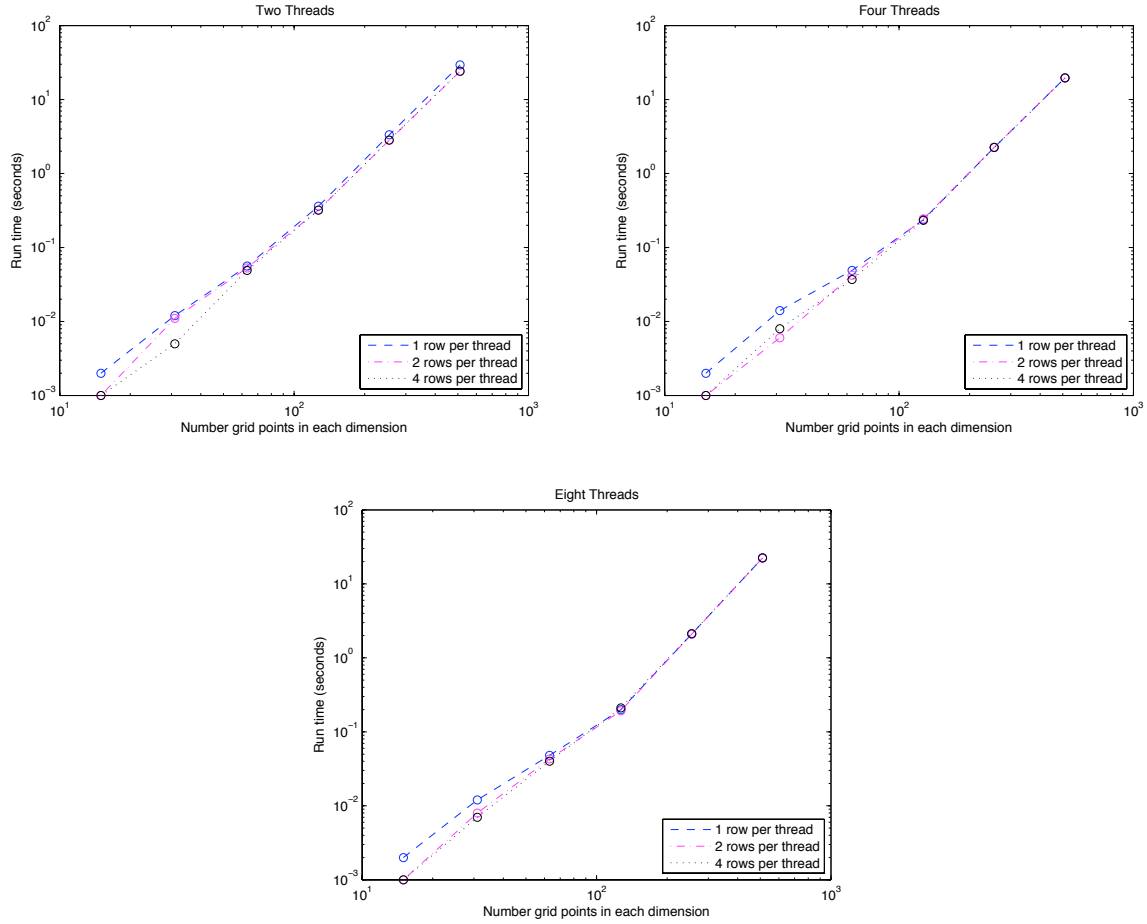 Two Threads
10^2
10^1
10^0
10^-1
10^-2
10^-3
Run time (seconds)
1 row per thread
2 rows per thread
4 rows per thread
10^1
10^2
10^3
Number grid points in each dimension
Four Threads
10^2
10^1
10^0
10^-1
10^-2
10^-3
Run time (seconds)
1 row per thread
2 rows per thread
4 rows per thread
10^1
10^2
10^3
Number grid points in each dimension
Eight Threads
10^2
10^1
10^0
10^-1
10^-2
10^-3
Run time (seconds)
1 row per thread
2 rows per thread
4 rows per thread
10^1
10^2
10^3
Number grid points in each dimension